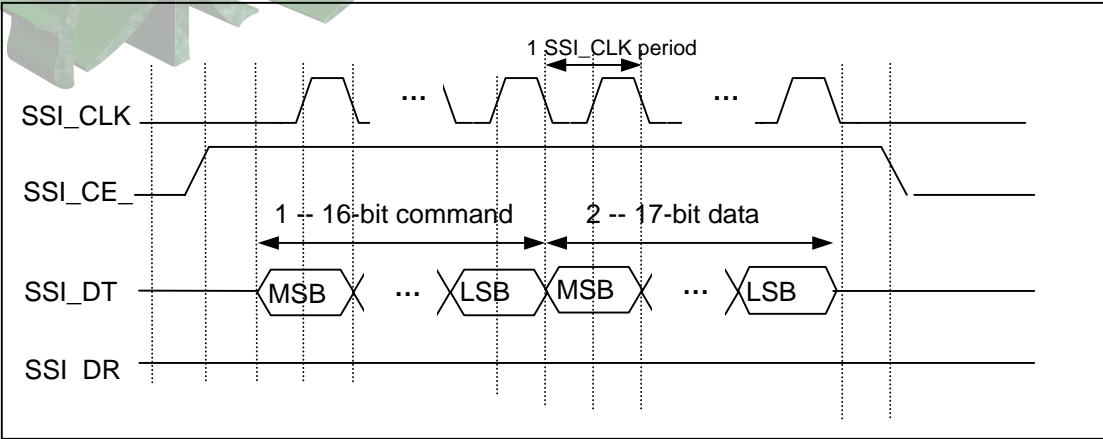 1 SSI_CLK period
SSI_CLK ... ...
SSI_CE_
1 -- 16-bit command 2 -- 17-bit data
SSI_DT MSB ... LSB MSB ... LSB
SSI DR